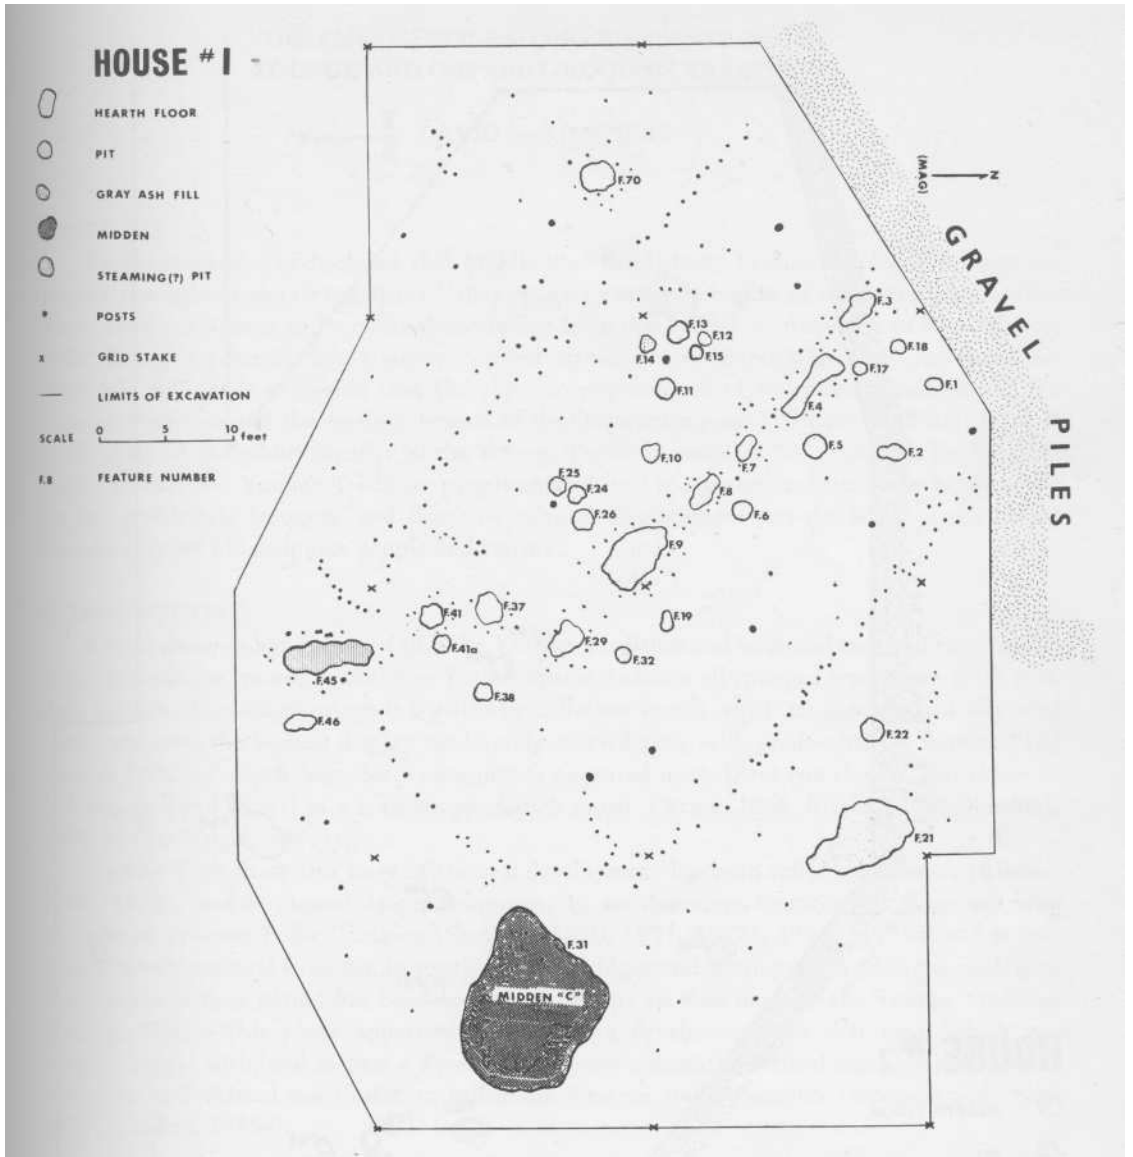 HOUSE #1
HEARTH FLOOR
PIT
GRAY ASH FILL
MIDDEN
STEAMING(?) PIT
POSTS
x GRID STAKE
LIMITS OF EXCAVATION
SCALE 0 5 10 feet
F.8 FEATURE NUMBER
(MAG) N
GRAVEL PILES
F.70
F.3
F.13
F.12
F.14
F.15
F.18
F.17
F.1
F.11
F.4
F.10
F.7
F.5
F.2
F.25
F.24
F.8
F.26
F.6
F.9
F.41
F.37
F.19
F.41a
F.29
F.32
F.45
F.38
F.46
F.22
F.21
F.31
MIDDEN "C"